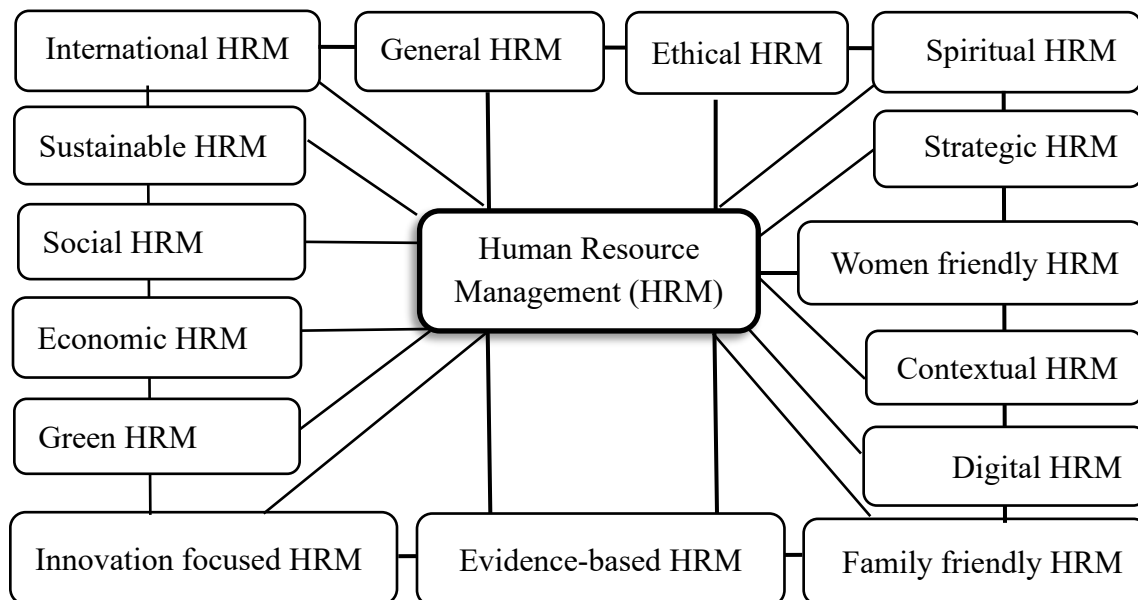 International HRM
General HRM
Ethical HRM
Spiritual HRM
Sustainable HRM
Strategic HRM
Social HRM
Human Resource
Management (HRM)
Women friendly HRM
Economic HRM
Contextual HRM
Green HRM
Digital HRM
Innovation focused HRM
Evidence-based HRM
Family friendly HRM